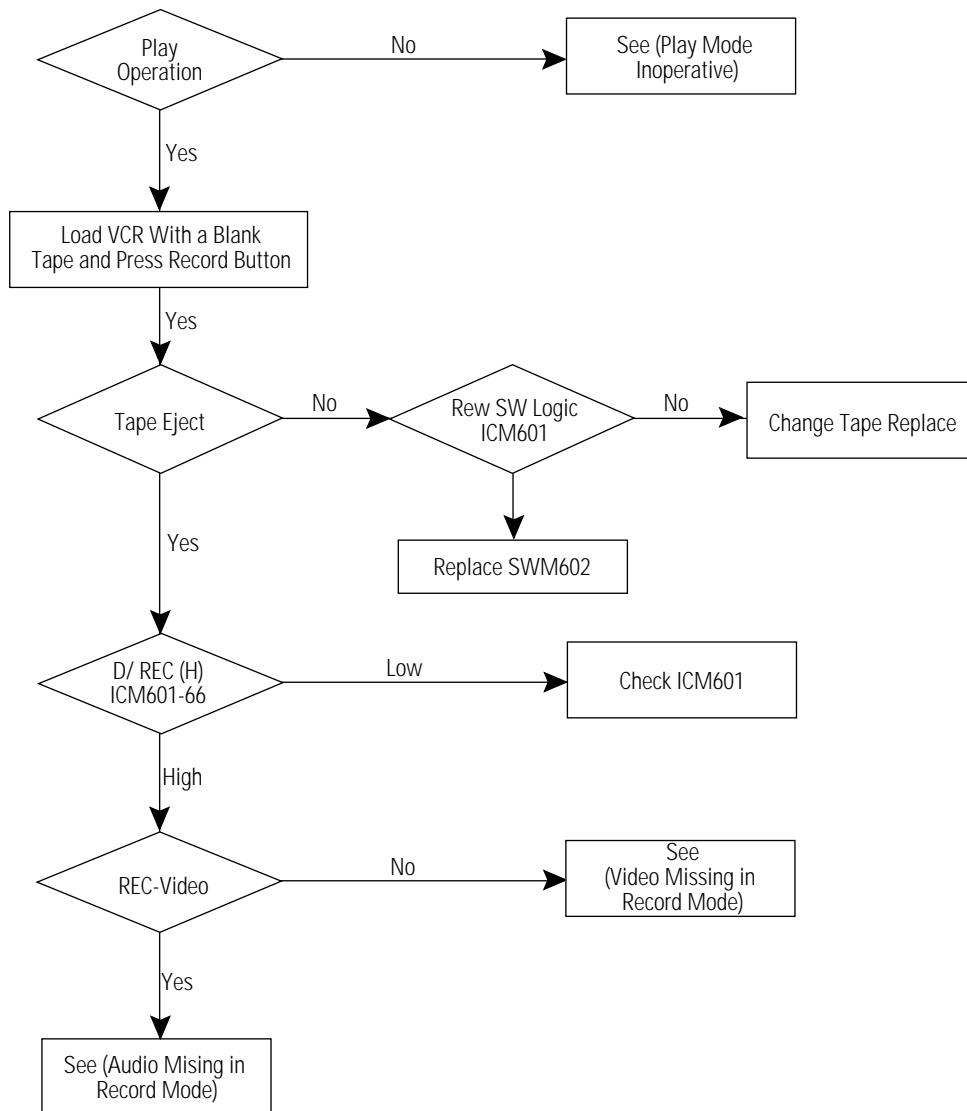 Play
Operation
No
See (Play Mode
Inoperative)
Yes
Load VCR With a Blank
Tape and Press Record Button
Yes
Tape Eject
No
Rew SW Logic
ICM601
No
Change Tape Replace
Replace SWM602
Yes
D/ REC (H)
ICM601-66
Low
Check ICM601
High
REC-Video
No
See
(Video Missing in
Record Mode)
Yes
See (Audio Mising in
Record Mode)